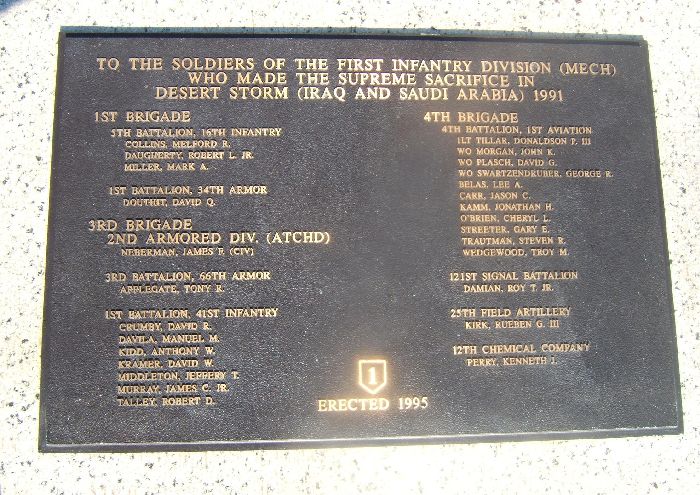 TO THE SOLDIERS OF THE FIRST INFANTRY DIVISION (MECH)
WHO MADE THE SUPREME SACRIFICE IN
DESERT STORM (IRAQ AND SAUDI ARABIA) 1991
1ST BRIGADE
5TH BATTALION, 16TH INFANTRY
COLLINS, MELFORD R.
DAUGHERTY, ROBERT L. JR.
MILLER, MARK A.
1ST BATTALION, 34TH ARMOR
DOUTHIT, DAVID Q.
3RD BRIGADE
2ND ARMORED DIV. (ATCHD)
NEBERMAN, JAMES F. (CIV)
3RD BATTALION, 66TH ARMOR
APPLEGATE, TONY R.
1ST BATTALION, 41ST INFANTRY
CRUMBY, DAVID R.
DAVILA, MANUEL M.
KIDD, ANTHONY W.
KRAMER, DAVID W.
MIDDLETON, JEFFERY T.
MURRAY, JAMES C. JR.
TALLEY, ROBERT D.
4TH BRIGADE
4TH BATTALION, 1ST AVIATION
1LT TILLAR, DONALDSON P. III
WO MORGAN, JOHN K.
WO PLASCH, DAVID G.
WO SWARTZENDRUBER, GEORGE R.
BELAS, LEE A.
CARR, JASON C.
KAMM, JONATHAN H.
O'BRIEN, CHERYL L.
STREETER, GARY E.
TRAUTMAN, STEVEN R.
WEDGEWOOD, TROY M.
121ST SIGNAL BATTALION
DAMIAN, ROY T. JR.
25TH FIELD ARTILLERY
KIRK, RUEBEN G. III
12TH CHEMICAL COMPANY
PERRY, KENNETH J.
1
ERECTED 1995